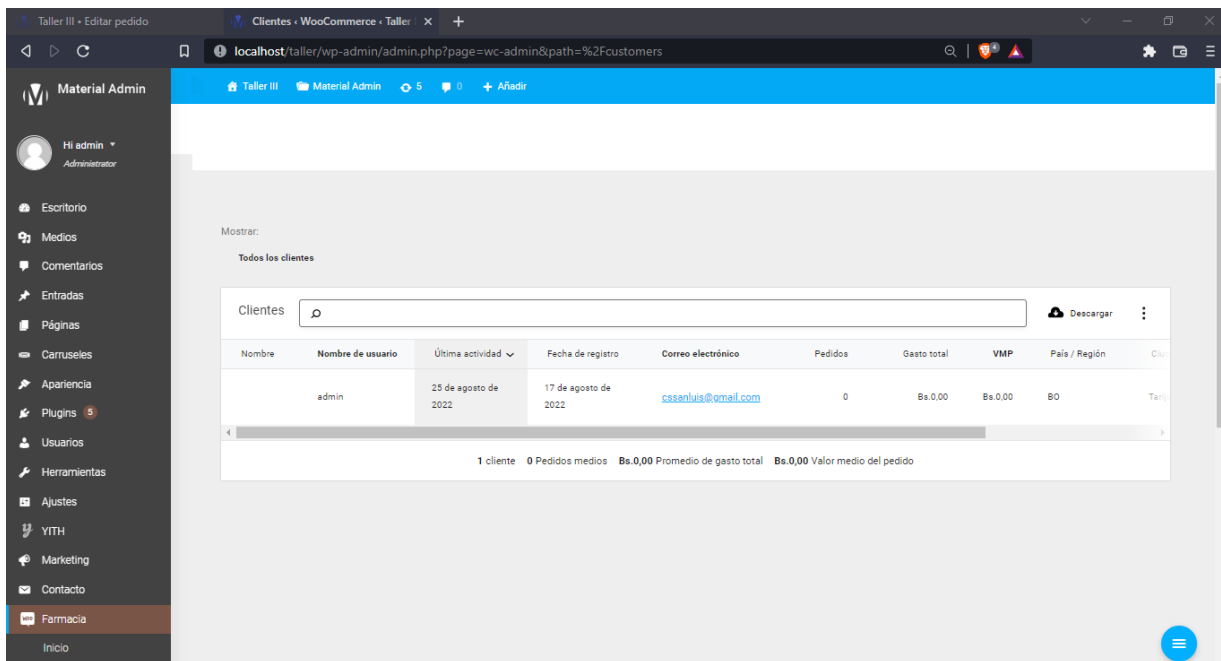 Taller III • Editar pedido
Clientes ‹ WooCommerce ‹ Taller
localhost/taller/wp-admin/admin.php?page=wc-admin&path=%2Fcustomers
Material Admin
Taller III Material Admin 5 0 + Añadir
Hi admin
Administrator
Escritorio
Medios
Comentarios
Entradas
Páginas
Carruseles
Apariencia
Plugins 5
Usuarios
Herramientas
Ajustes
YITH
Marketing
Contacto
Farmacia
Inicio
Mostrar:
Todos los clientes
Clientes
Descargar
Nombre Nombre de usuario Última actividad Fecha de registro Correo electrónico Pedidos Gasto total VMP País / Región
admin 25 de agosto de 2022 17 de agosto de 2022 cssanluis@gmail.com 0 Bs.0,00 Bs.0,00 BO
1 cliente 0 Pedidos medios Bs.0,00 Promedio de gasto total Bs.0,00 Valor medio del pedido